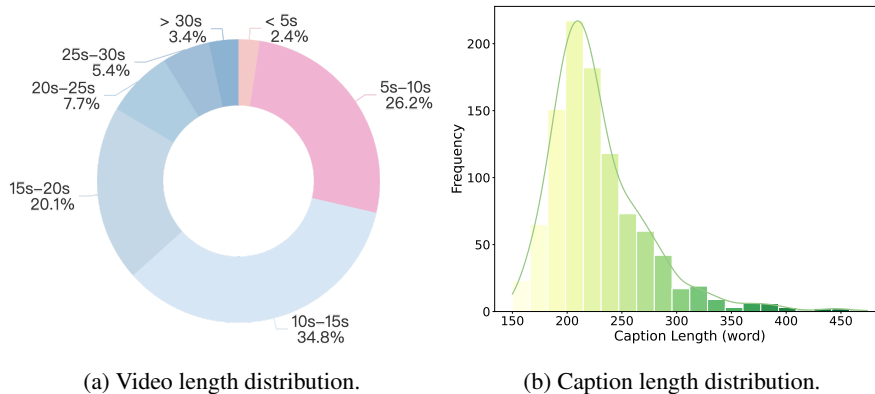 > 30s
3.4%
< 5s
2.4%
25s–30s
5.4%
20s–25s
7.7%
5s–10s
26.2%
15s–20s
20.1%
10s–15s
34.8%
(a) Video length distribution.
Frequency
200
150
100
50
0
150 200 250 300 350 400 450
Caption Length (word)
(b) Caption length distribution.